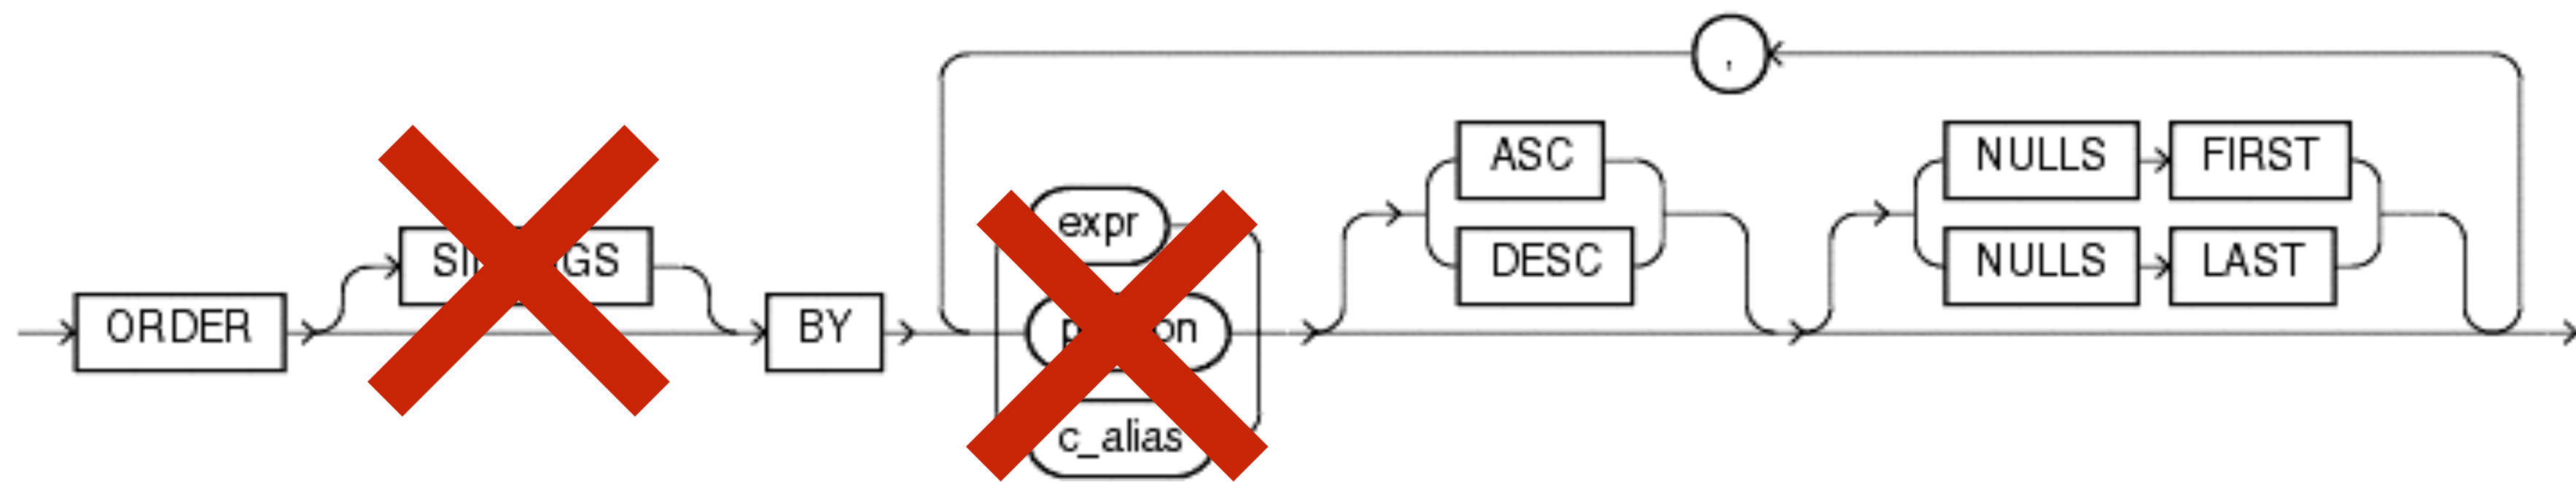 ,
ASC NULLS FIRST
expr
DESC NULLS LAST
ORDER BY
c_alias